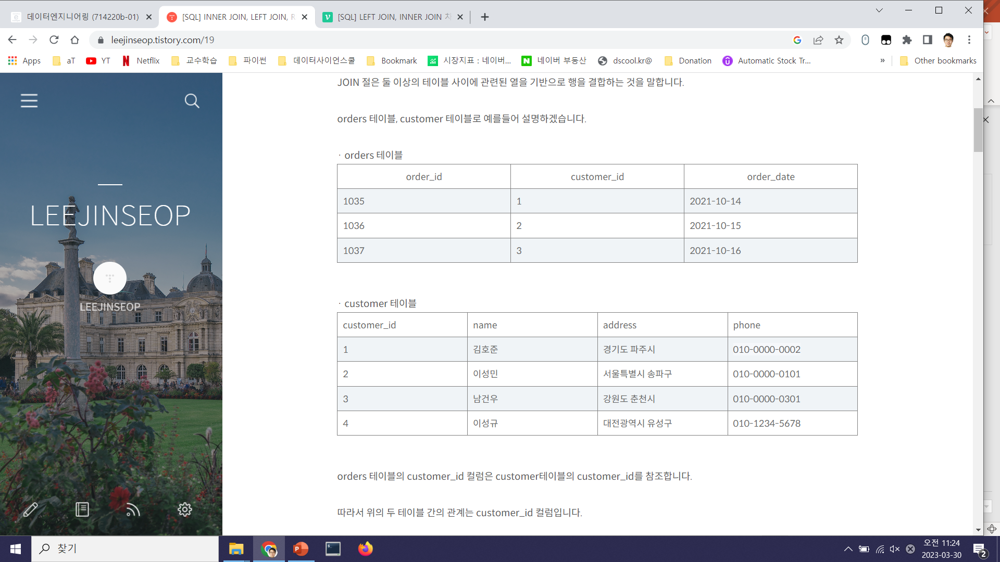 데이터엔지니어링 (714220b-01)
[SQL] INNER JOIN, LEFT JOIN, R
[SQL] LEFT JOIN, INNER JOIN 차
leejinseop.tistory.com/19
Apps
aT
YT
Netflix
교수학습
파이썬
데이터사이언스쿨
Bookmark
시장지표 : 네이버...
네이버 부동산
dscool.kr@
Donation
Automatic Stock Tr...
»
Other bookmarks
LEEJINSEOP
LEEJINSEOP
JOIN 절은 둘 이상의 테이블 사이에 관련된 열을 기반으로 행을 결합하는 것을 말합니다.
orders 테이블, customer 테이블로 예를들어 설명하겠습니다.
· orders 테이블
order_id customer_id order_date
1035 1 2021-10-14
1036 2 2021-10-15
1037 3 2021-10-16
· customer 테이블
customer_id name address phone
1 김호준 경기도 파주시 010-0000-0002
2 이성민 서울특별시 송파구 010-0000-0101
3 남건우 강원도 춘천시 010-0000-0301
4 이성규 대전광역시 유성구 010-1234-5678
orders 테이블의 customer_id 컬럼은 customer테이블의 customer_id를 참조합니다.
따라서 위의 두 테이블 간의 관계는 customer_id 컬럼입니다.
찾기
오전 11:24
2023-03-30
2